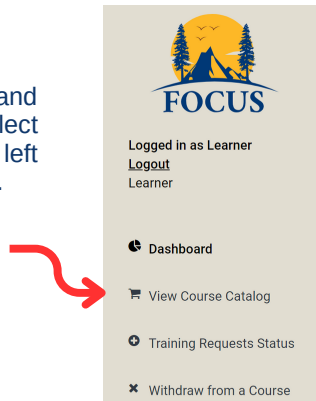 and
lect
left
.
FOCUS
Logged in as Learner
Logout
Learner
Dashboard
View Course Catalog
Training Requests Status
Withdraw from a Course